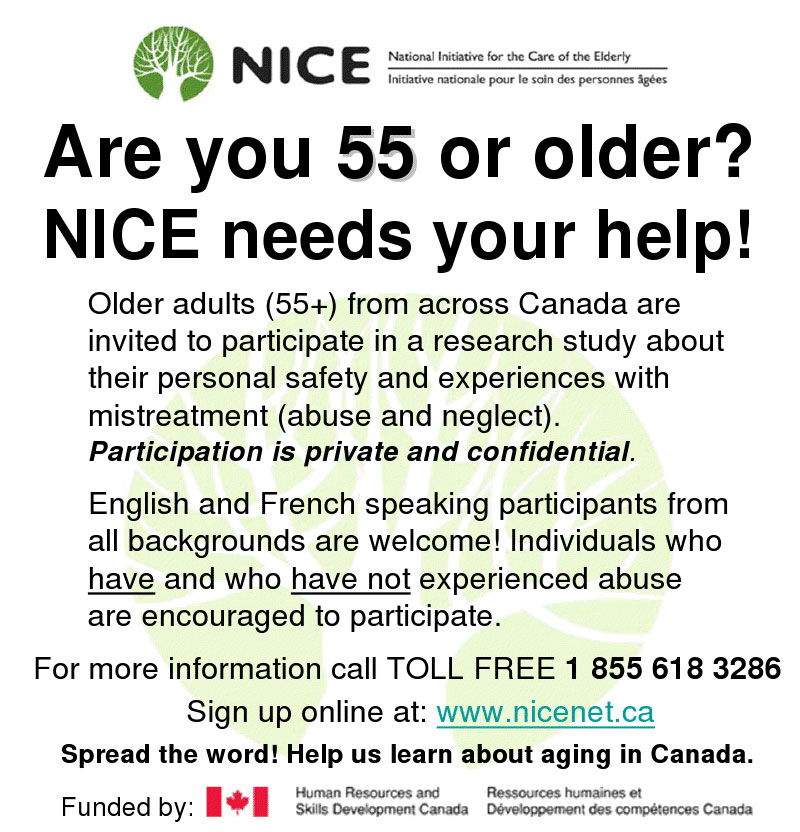 NICE
National Initiative for the Care of the Elderly
Initiative nationale pour le soin des personnes âgées
Are you 55 or older?
NICE needs your help!
Older adults (55+) from across Canada are
invited to participate in a research study about
their personal safety and experiences with
mistreatment (abuse and neglect).
Participation is private and confidential.
English and French speaking participants from
all backgrounds are welcome! Individuals who
have and who have not experienced abuse
are encouraged to participate.
For more information call TOLL FREE 1 855 618 3286
Sign up online at: www.nicenet.ca
Spread the word! Help us learn about aging in Canada.
Funded by:
Human Resources and
Skills Development Canada
Ressources humaines et
Développement des compétences Canada